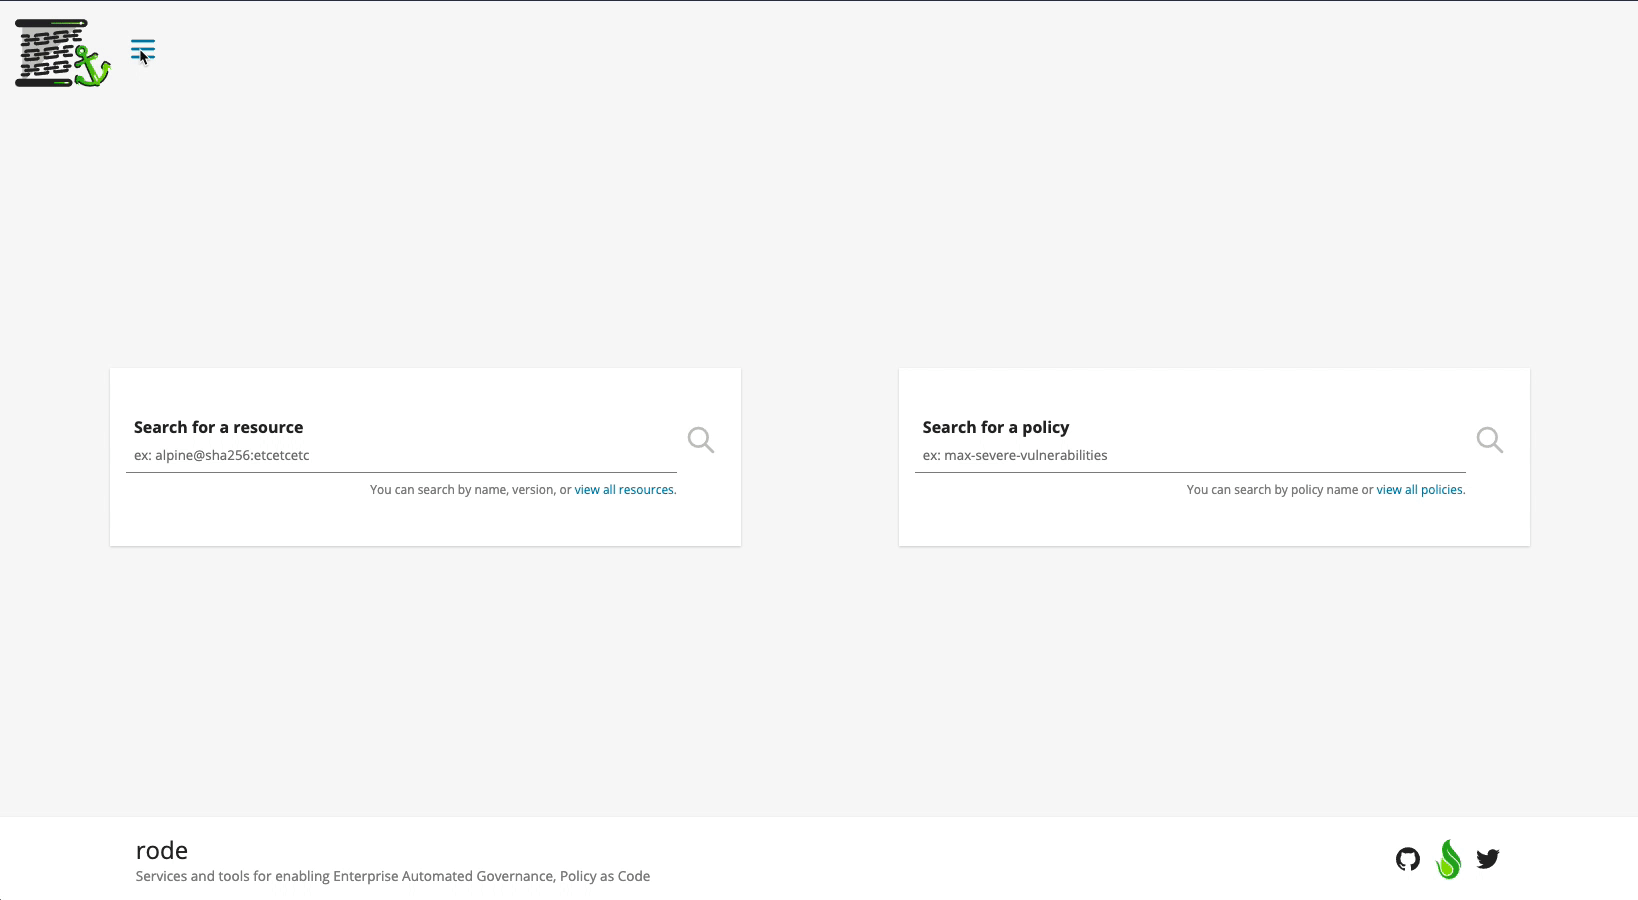 Search for a resource
ex: alpine@sha256:etcetcetc
You can search by name, version, or view all resources.
Search for a policy
ex: max-severe-vulnerabilities
You can search by policy name or view all policies.
rode
Services and tools for enabling Enterprise Automated Governance, Policy as Code